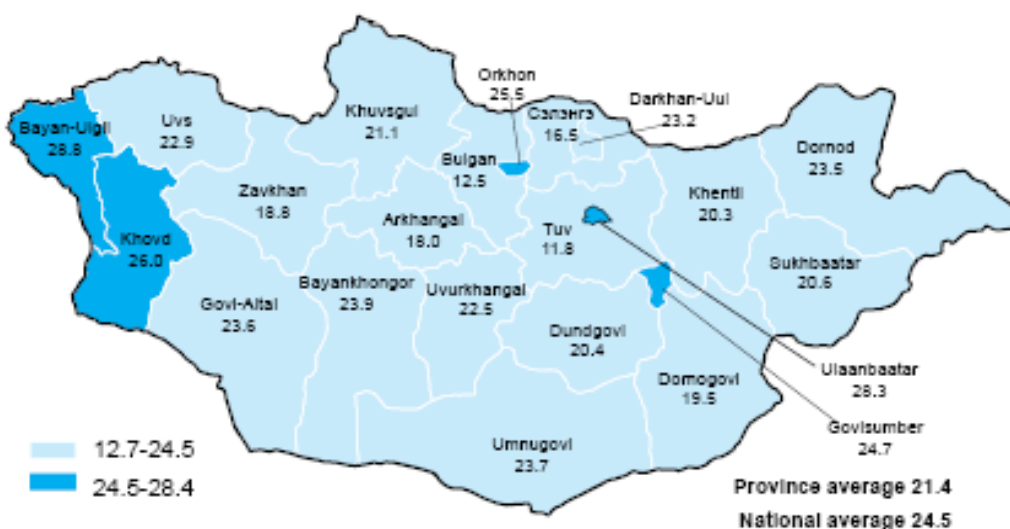 Orkhon
25.5
Darkhan-Uul
23.2
Сэлэнгэ
16.5
Khuvsgul
21.1
Uvs
22.9
Bayan-Ulgii
28.8
Dornod
23.5
Bulgan
12.5
Zavkhan
18.8
Khentii
20.3
Arkhangai
18.0
Tuv
11.8
Khovd
26.0
Sukhbaatar
20.6
Bayankhongor
23.9
Uvurkhangai
22.5
Govi-Altai
23.6
Dundgovi
20.4
Ulaanbaatar
28.3
Dornogovi
19.5
Govisumber
24.7
Umnugovi
23.7
12.7-24.5
24.5-28.4
Province average 21.4
National average 24.5